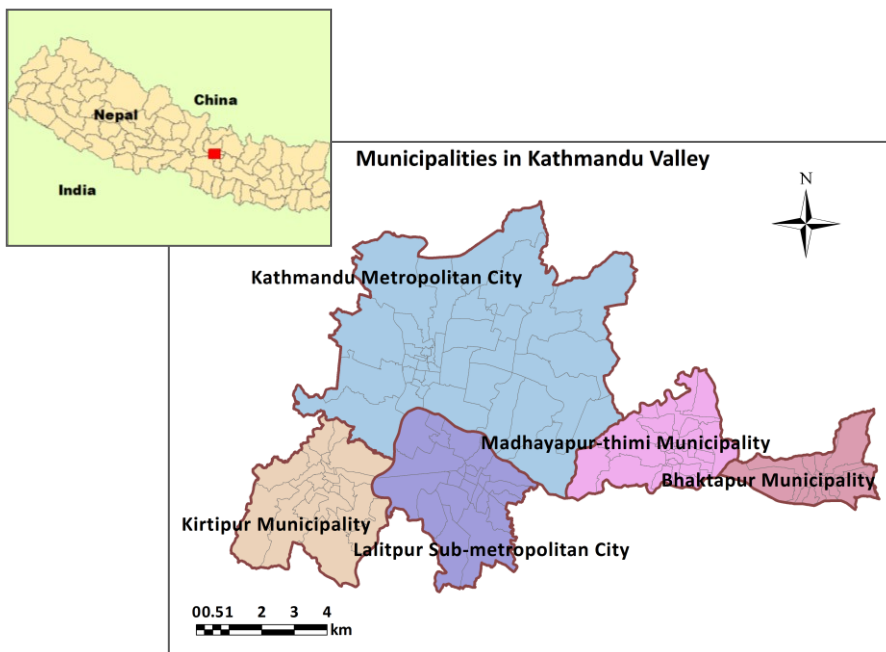 China
Nepal
India
Municipalities in Kathmandu Valley
N
Kathmandu Metropolitan City
Madhayapur-thimi Municipality
Bhaktapur Municipality
Kirtipur Municipality
Lalitpur Sub-metropolitan City
00.51 2 3 4
km